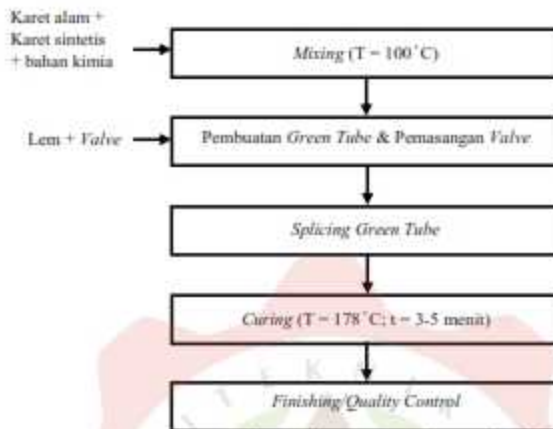 Karet alam +
Karet sintetis
+ bahan kimia
Mixing (T = 100˚C)
Lem + Valve
Pembuatan Green Tube & Pemasangan Valve
Splicing Green Tube
Curing (T = 178˚C; t = 3-5 menit)
Finishing/Quality Control